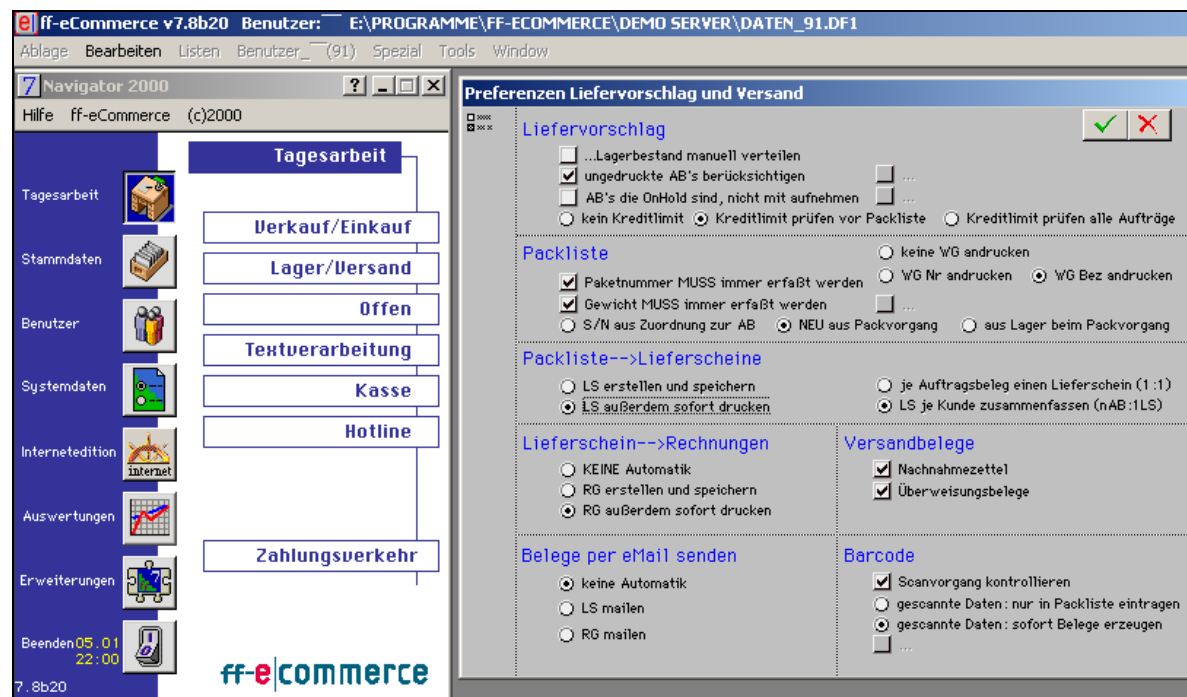 ff-eCommerce v7.8b20 Benutzer: E:\PROGRAMME\FF-ECOMMERCE\DEMO SERVER\DATEN_91.DF1
Ablage Bearbeiten Listen Benutzer_ (91) Spezial Tools Window
7 Navigator 2000
Hilfe ff-eCommerce (c)2000
Tagesarbeit
Tagesarbeit
Verkauf/Einkauf
Stammdaten
Lager/Versand
Offen
Benutzer
Textverarbeitung
Systemdaten
Kasse
Hotline
Internetedition
internet
Auswertungen
Zahlungsverkehr
Erweiterungen
Beenden 05.01
22:00
7.8b20
ff-e|commerce
Preferenzen Liefervorschlag und Versand
Liefervorschlag
...Lagerbestand manuell verteilen
ungedruckte AB's berücksichtigen ...
AB's die OnHold sind, nicht mit aufnehmen ...
kein Kreditlimit Kreditlimit prüfen vor Packliste Kreditlimit prüfen alle Aufträge
Packliste
keine WG andrucken
Paketnummer MUSS immer erfaßt werden WG Nr andrucken WG Bez andrucken
Gewicht MUSS immer erfaßt werden ...
S/N aus Zuordnung zur AB NEU aus Packvorgang aus Lager beim Packvorgang
Packliste-->Lieferscheine
LS erstellen und speichern je Auftragsbeleg einen Lieferschein (1:1)
LS außerdem sofort drucken LS je Kunde zusammenfassen (nAB:1LS)
Lieferschein-->Rechnungen
KEINE Automatik
RG erstellen und speichern
RG außerdem sofort drucken
Versandbelege
Nachnahmezettel
Überweisungsbelege
Belege per eMail senden
keine Automatik
LS mailen
RG mailen
Barcode
Scanvorgang kontrollieren
gescannte Daten: nur in Packliste eintragen
gescannte Daten: sofort Belege erzeugen
...